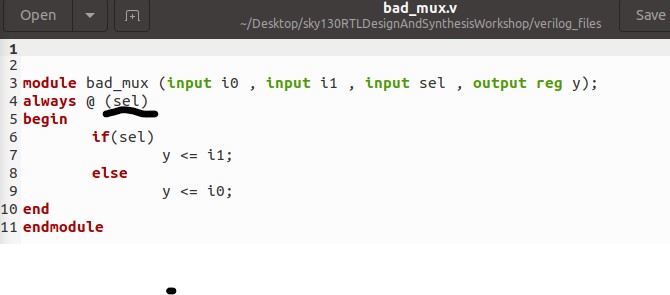 Open
bad_mux.v
~/Desktop/sky130RTLDesignAndSynthesisWorkshop/verilog_files
Save
1
2
3 module bad_mux (input i0 , input i1 , input sel , output reg y);
4 always @ (sel)
5 begin
6 if(sel)
7 y <= i1;
8 else
9 y <= i0;
10 end
11 endmodule